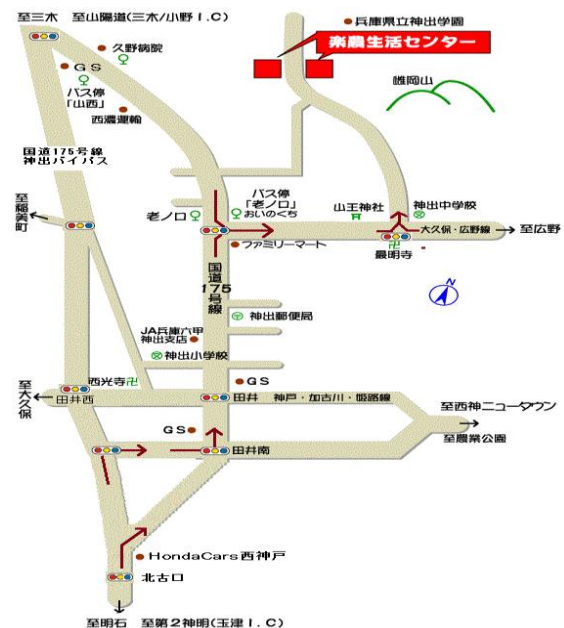 至三木 至山陽道(三木/小野I.C)
兵庫県立神出学園
楽農生活センター
久野病院
GS
バス停
「山西」
西濃運輸
雄岡山
国道175号線
神出バイパス
至稲美町
老ノ口
バス停
「老ノ口」
おいのくち
山王神社
神出中学校
大久保・広野線
至広野
ファミリーマート
最明寺
国道175号線
N
神出郵便局
JA兵庫六甲
神出支店
神出小学校
西光寺
GS
至大久保
田井西
田井
神戸・加古川・姫路線
至西神ニュータウン
至農業公園
GS
田井南
HondaCars西神戸
北古口
至明石 至第2神明(玉津I.C)